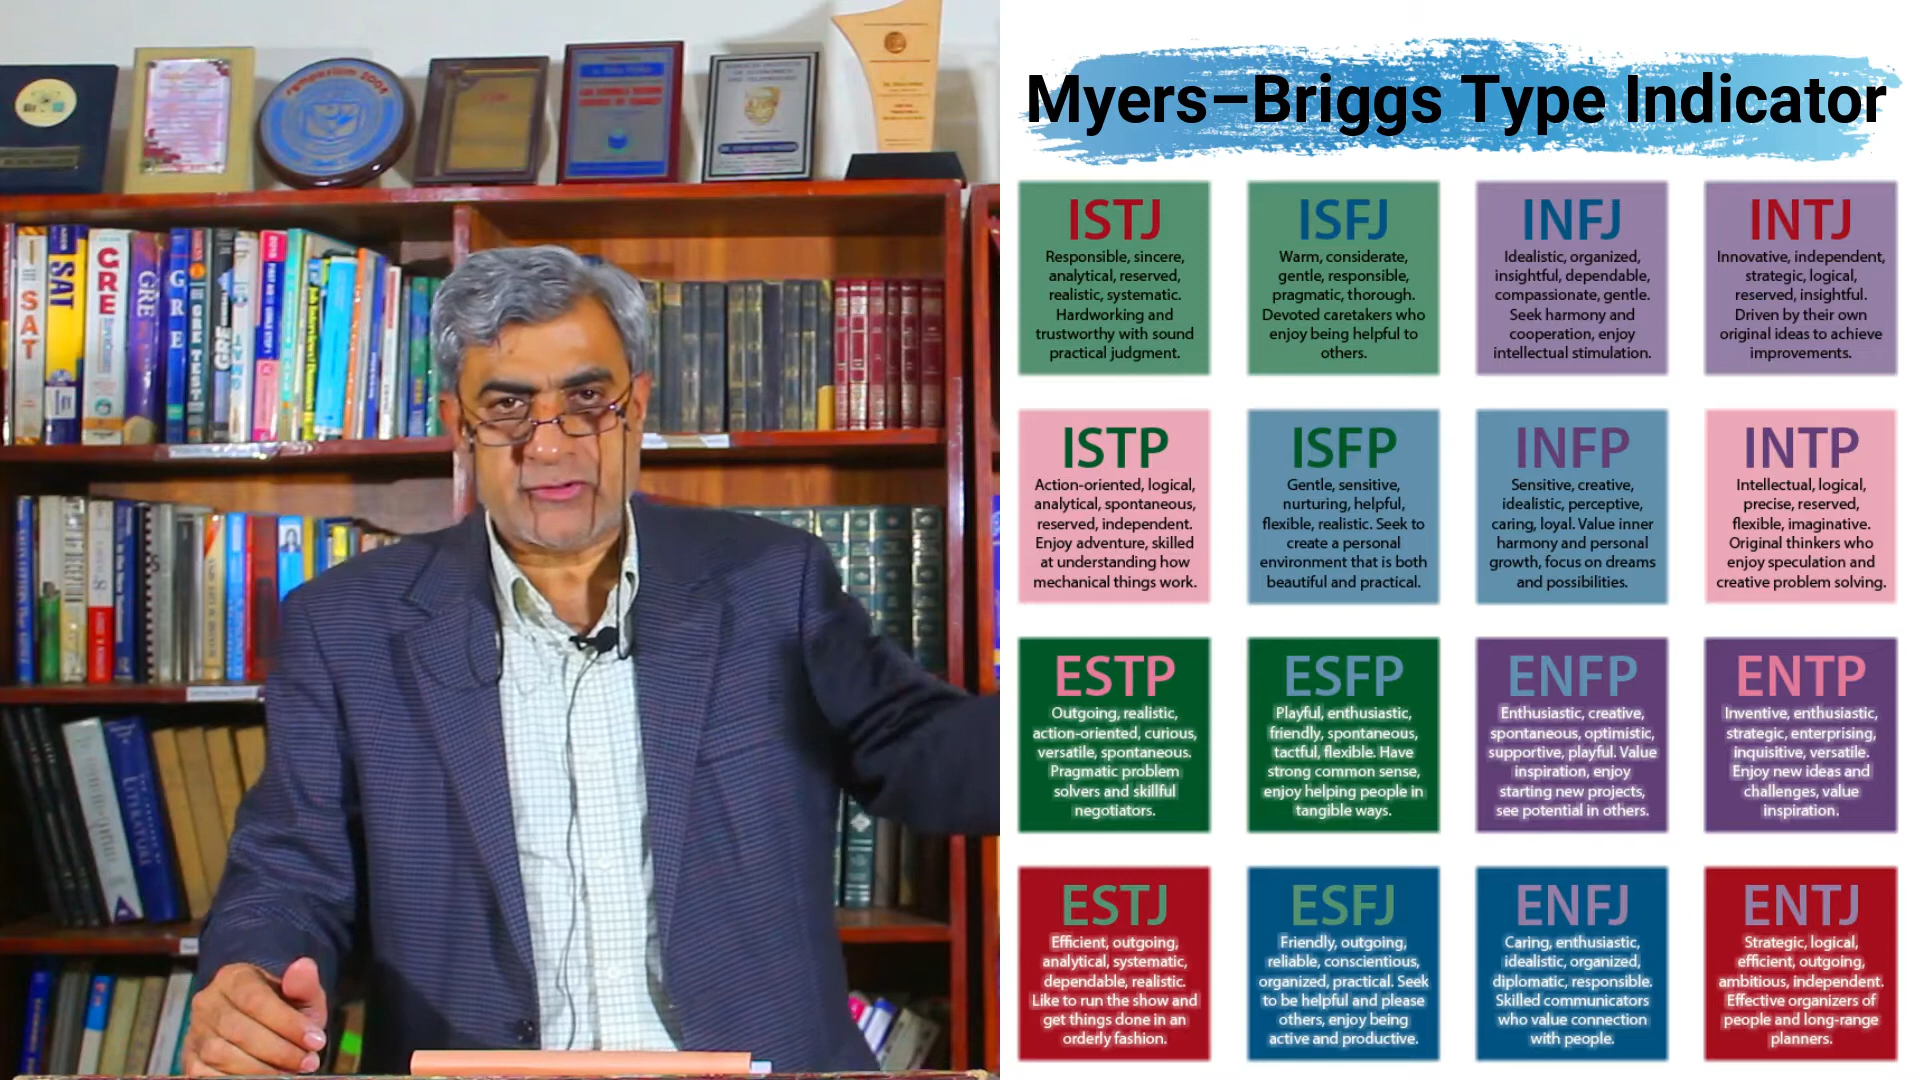 symposium 2004
SAT
SAT
GRE
GRE
GRE
GRE
LITERATURE
Myers–Briggs Type Indicator
ISTJ
Responsible, sincere,
analytical, reserved,
realistic, systematic.
Hardworking and
trustworthy with sound
practical judgment.
ISFJ
Warm, considerate,
gentle, responsible,
pragmatic, thorough.
Devoted caretakers who
enjoy being helpful to
others.
INFJ
Idealistic, organized,
insightful, dependable,
compassionate, gentle.
Seek harmony and
cooperation, enjoy
intellectual stimulation.
INTJ
Innovative, independent,
strategic, logical,
reserved, insightful.
Driven by their own
original ideas to achieve
improvements.
ISTP
Action-oriented, logical,
analytical, spontaneous,
reserved, independent.
Enjoy adventure, skilled
at understanding how
mechanical things work.
ISFP
Gentle, sensitive,
nurturing, helpful,
flexible, realistic. Seek to
create a personal
environment that is both
beautiful and practical.
INFP
Sensitive, creative,
idealistic, perceptive,
caring, loyal. Value inner
harmony and personal
growth, focus on dreams
and possibilities.
INTP
Intellectual, logical,
precise, reserved,
flexible, imaginative.
Original thinkers who
enjoy speculation and
creative problem solving.
ESTP
Outgoing, realistic,
action-oriented, curious,
versatile, spontaneous.
Pragmatic problem
solvers and skillful
negotiators.
ESFP
Playful, enthusiastic,
friendly, spontaneous,
tactful, flexible. Have
strong common sense,
enjoy helping people in
tangible ways.
ENFP
Enthusiastic, creative,
spontaneous, optimistic,
supportive, playful. Value
inspiration, enjoy
starting new projects,
see potential in others.
ENTP
Inventive, enthusiastic,
strategic, enterprising,
inquisitive, versatile.
Enjoy new ideas and
challenges, value
inspiration.
ESTJ
Efficient, outgoing,
analytical, systematic,
dependable, realistic.
Like to run the show and
get things done in an
orderly fashion.
ESFJ
Friendly, outgoing,
reliable, conscientious,
organized, practical. Seek
to be helpful and please
others, enjoy being
active and productive.
ENFJ
Caring, enthusiastic,
idealistic, organized,
diplomatic, responsible.
Skilled communicators
who value connection
with people.
ENTJ
Strategic, logical,
efficient, outgoing,
ambitious, independent.
Effective organizers of
people and long-range
planners.